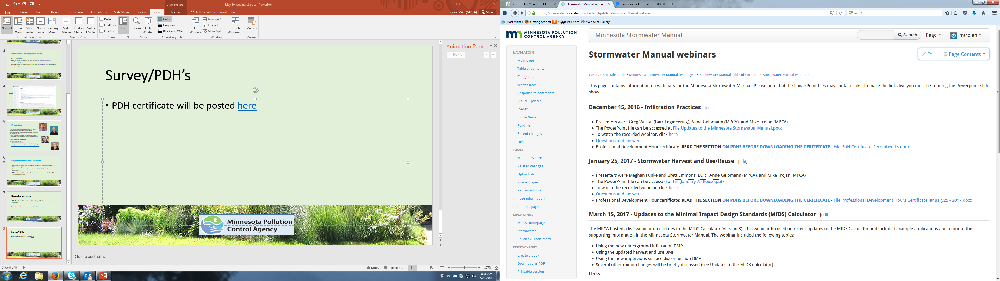 Drawing Tools
May 30 webinar 2.pptx - PowerPoint
File Home Insert Design Transitions Animations Slide Show Review View Format Tell me what you want to do...
Trojan, Mike (MPCA) Share
Normal Outline View Slide Sorter Notes Page Reading View
Presentation Views
Slide Master Handout Master Notes Master
Master Views
Ruler
Gridlines
Guides
Show
Notes
Zoom Fit to Window
Zoom
Color
Grayscale
Black and White
Color/Grayscale
New Window
Arrange All
Cascade
Move Split
Window
Switch Windows
Macros
Macros
3
Professional development hours
4
5
Presenters
6
Objectives for today's webinar
7
Upcoming webcasts
8
Survey/PDH's
• PDH certificate will be posted here
Survey/PDH's
• PDH certificate will be posted here
Minnesota Pollution
Control Agency
Animation Pane
Play All
Click to add notes
Slide 8 of 8
Notes Comments 107%
8:06 AM
5/25/2017
Stormwater Manual Table ...
Stormwater Manual webin...
Pandora Radio - Listen ...
https://stormwater.pca.state.mn.us/index.php?title=Stormwater_Manual_webinars
Search
Most Visited Getting Started Suggested Sites Web Slice Gallery
MINNESOTA POLLUTION
CONTROL AGENCY
Minnesota Stormwater Manual
Search Page mtrojan
NAVIGATION
Main page
Table of contents
Categories
What's new
Response to comments
Future updates
Events
In the News
Funding
Recent changes
Help
TOOLS
What links here
Related changes
Upload file
Special pages
Permanent link
Page information
Cite this page
MPCA LINKS
MPCA Homepage
Stormwater
Policies / Disclaimers
PRINT/EXPORT
Create a book
Download as PDF
Printable version
Stormwater Manual webinars
Edit Page Contents
Events > Special:Search > Minnesota Stormwater Manual test page 1 > Stormwater Manual Table of Contents > Stormwater Manual webinars
This page contains information on webinars for the Minnesota Stormwater Manual. Please note that the PowerPoint files may contain links. To make the links live you must be running the Powerpoint slide
show.
December 15, 2016 - Infiltration Practices [edit]
• Presenters were Greg Wilson (Barr Engineering), Anne Gelbmann (MPCA), and Mike Trojan (MPCA)
• The PowerPoint file can be accessed at File:Updates to the Minnesota Stormwater Manual.pptx
• To watch the recorded webinar, click here
• Questions and answers
• Professional Development Hour certificate: READ THE SECTION ON PDHS BEFORE DOWNLOADING THE CERTIFICATE - File:PDH Certificate December 15.docx
January 25, 2017 - Stormwater Harvest and Use/Reuse [edit]
• Presenters were Meghan Funke and Brett Emmons, EOR), Anne Gelbmann (MPCA), and Mike Trojan (MPCA)
• The PowerPoint file can be accessed at File:January 25 Reuse.pptx
• To watch the recorded webinar, click here
• Questions and answers
• Professional Development Hour certificate: READ THE SECTION ON PDHS BEFORE DOWNLOADING THE CERTIFICATE - File:Professional Development Hours Certificate January25 - 2017.docx
March 15, 2017 - Updates to the Minimal Impact Design Standards (MIDS) Calculator [edit]
The MPCA hosted a live webinar on updates to the MIDS Calculator (Version 3). This webinar focused on recent updates to the MIDS Calculator and included example applications and a tour of the
supporting information in the Minnesota Stormwater Manual. The webinar included the following topics:
• Using the new underground infiltration BMP
• Using the updated harvest and use BMP
• Using the new impervious surface disconnection BMP
• Several other minor changes will be briefly discussed (see Updates to the MIDS Calculator)
Links